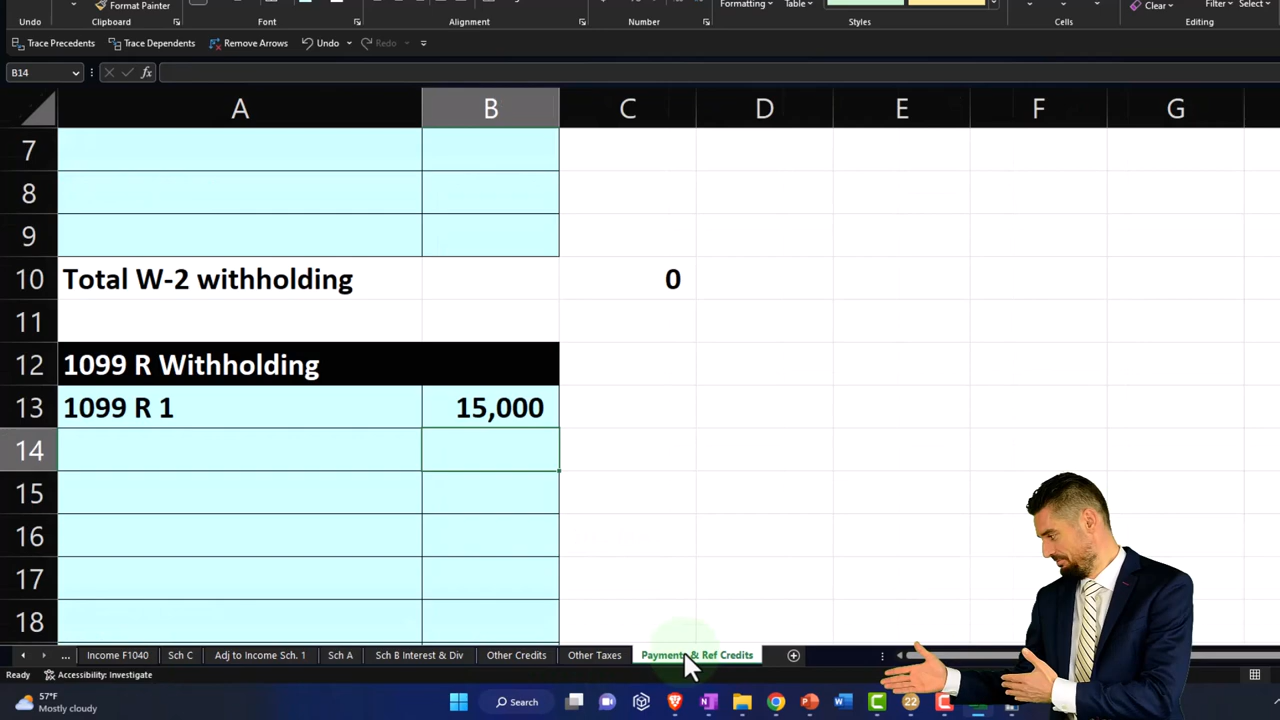 Format Painter
Formatting
Table
Clear
Filter
Select
Undo
Clipboard
Font
Alignment
Number
Styles
Cells
Editing
Trace Precedents
Trace Dependents
Remove Arrows
Undo
Redo
B14
fx
A B C D E F G
7
8
9
10 Total W-2 withholding 0
11
12 1099 R Withholding
13 1099 R 1 15,000
14
15
16
17
18
... Income F1040 Sch C Adj to Income Sch. 1 Sch A Sch B Interest & Div Other Credits Other Taxes Payments & Ref Credits
Ready Accessibility: Investigate
57°F
Mostly cloudy
Search
22